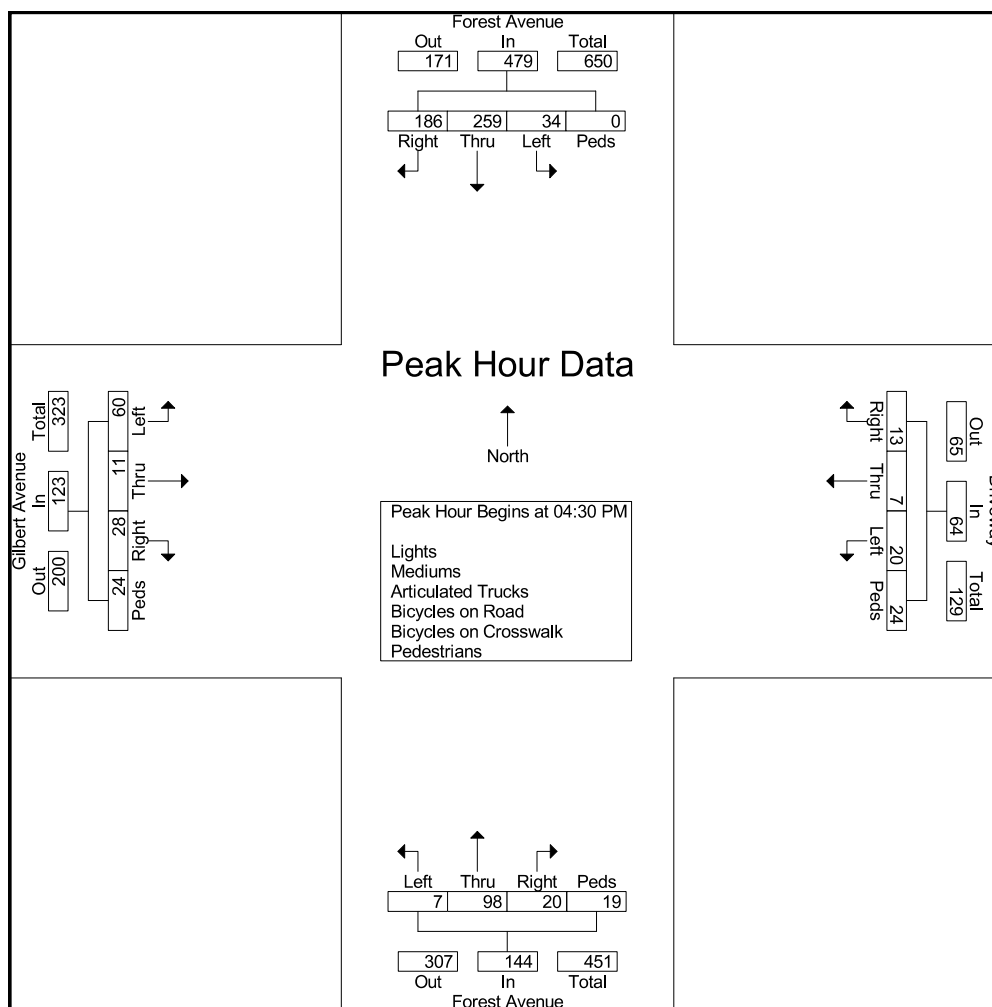 Forest Avenue
Out In Total
171 479 650
186 259 34 0
Right Thru Left Peds
Peak Hour Data
North
Peak Hour Begins at 04:30 PM
Lights
Mediums
Articulated Trucks
Bicycles on Road
Bicycles on Crosswalk
Pedestrians
Gilbert Avenue
Out In Total
200 123 323
60 11 28 24
Left Thru Right Peds
Out In Total
65 64 129
13 7 20 24
Right Thru Left Peds
Left Thru Right Peds
7 98 20 19
307 144 451
Out In Total
Forest Avenue